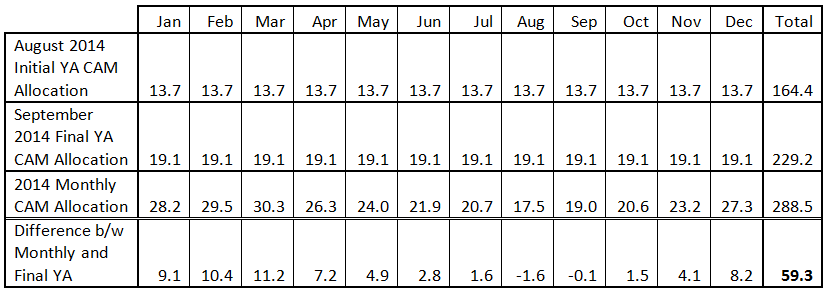 Jan Feb Mar Apr May Jun Jul Aug Sep Oct Nov Dec Total
August 2014
Initial YA CAM
Allocation 13.7 13.7 13.7 13.7 13.7 13.7 13.7 13.7 13.7 13.7 13.7 13.7 164.4
September
2014 Final YA
CAM Allocation 19.1 19.1 19.1 19.1 19.1 19.1 19.1 19.1 19.1 19.1 19.1 19.1 229.2
2014 Monthly
CAM Allocation 28.2 29.5 30.3 26.3 24.0 21.9 20.7 17.5 19.0 20.6 23.2 27.3 288.5
Difference b/w
Monthly and
Final YA 9.1 10.4 11.2 7.2 4.9 2.8 1.6 -1.6 -0.1 1.5 4.1 8.2 59.3